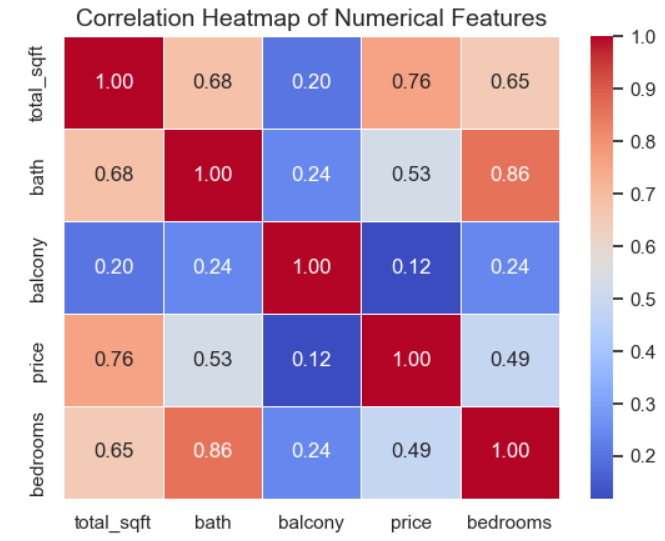 Correlation Heatmap of Numerical Features
total_sqft 1.00 0.68 0.20 0.76 0.65
bath 0.68 1.00 0.24 0.53 0.86
balcony 0.20 0.24 1.00 0.12 0.24
price 0.76 0.53 0.12 1.00 0.49
bedrooms 0.65 0.86 0.24 0.49 1.00
total_sqft bath balcony price bedrooms
1.0
0.9
0.8
0.7
0.6
0.5
0.4
0.3
0.2